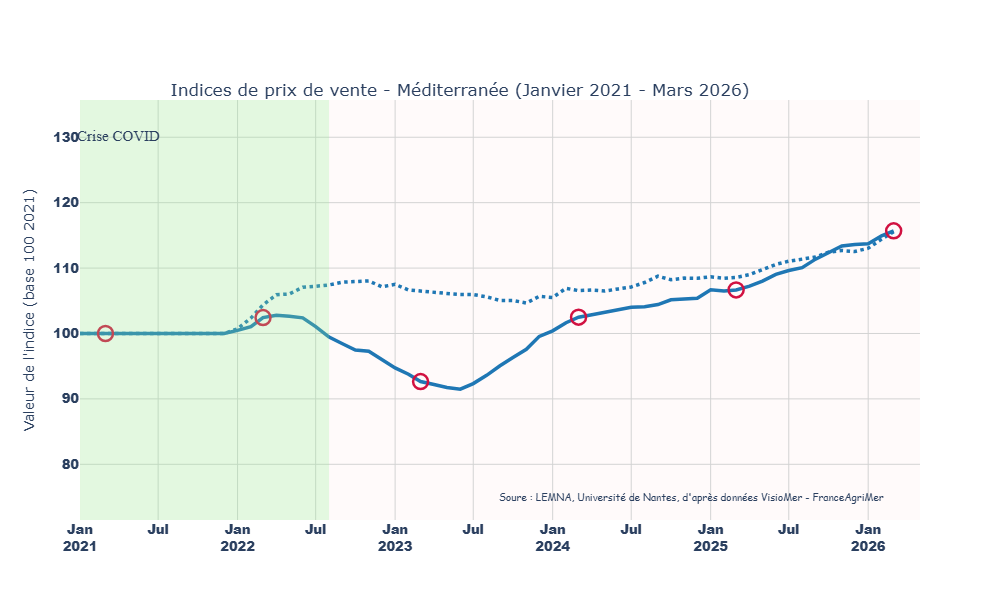 Indices de prix de vente - Méditerranée (Janvier 2021 - Mars 2026)
Valeur de l'indice (base 100 2021)
130
Crise COVID
120
110
100
90
80
Soure : LEMNA, Université de Nantes, d'après données VisioMer - FranceAgriMer
Jan Jul Jan Jul Jan Jul Jan Jul Jan Jul Jan
2021 2022 2023 2024 2025 2026